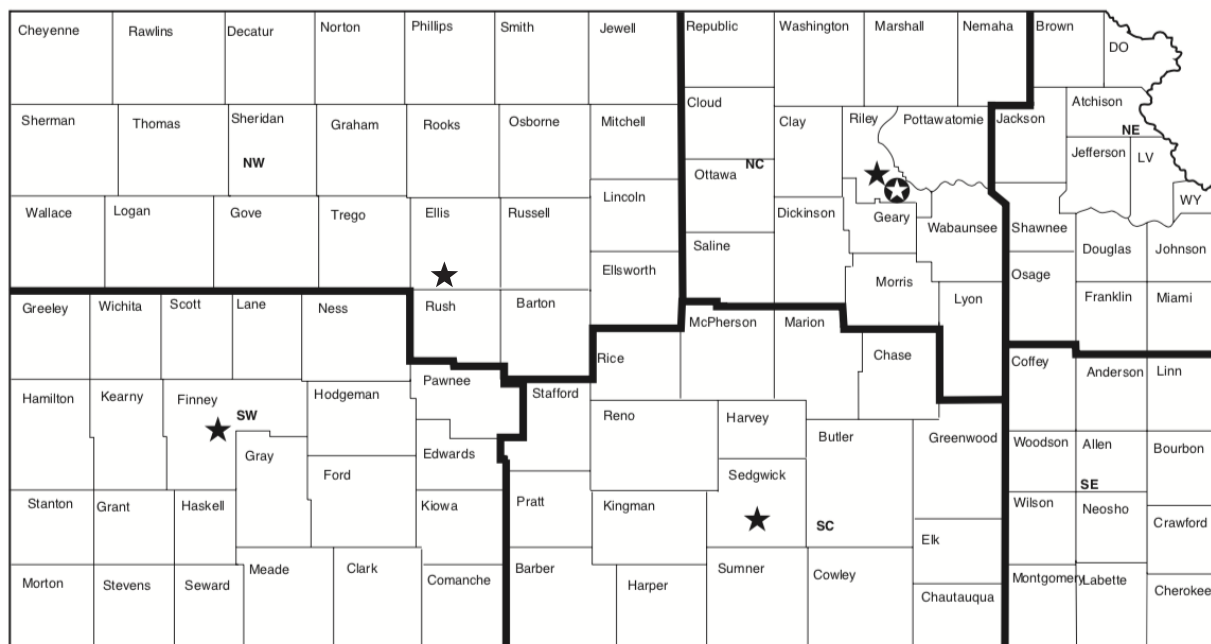 Cheyenne
Rawlins
Decatur
Norton
Phillips
Smith
Jewell
Republic
Washington
Marshall
Nemaha
Brown
DO
Sherman
Thomas
Sheridan
Graham
Rooks
Osborne
Mitchell
Cloud
Clay
Riley
Pottawatomie
Jackson
Atchison
NE
NW
NC
Jefferson
LV
Ottawa
Lincoln
WY
Wallace
Logan
Gove
Trego
Ellis
Russell
Dickinson
Geary
Wabaunsee
Shawnee
Saline
Douglas
Johnson
Ellsworth
Morris
Osage
Lyon
Franklin
Miami
Greeley
Wichita
Scott
Lane
Ness
Rush
Barton
McPherson
Marion
Rice
Chase
Coffey
Anderson
Linn
Hamilton
Kearny
Finney
SW
Hodgeman
Pawnee
Stafford
Reno
Harvey
Butler
Greenwood
Woodson
Allen
Bourbon
Gray
Edwards
Ford
Sedgwick
SE
Stanton
Grant
Haskell
Kiowa
Pratt
Kingman
SC
Wilson
Neosho
Crawford
Elk
Morton
Stevens
Seward
Meade
Clark
Comanche
Barber
Harper
Sumner
Cowley
Chautauqua
Montgomery
Labette
Cherokee